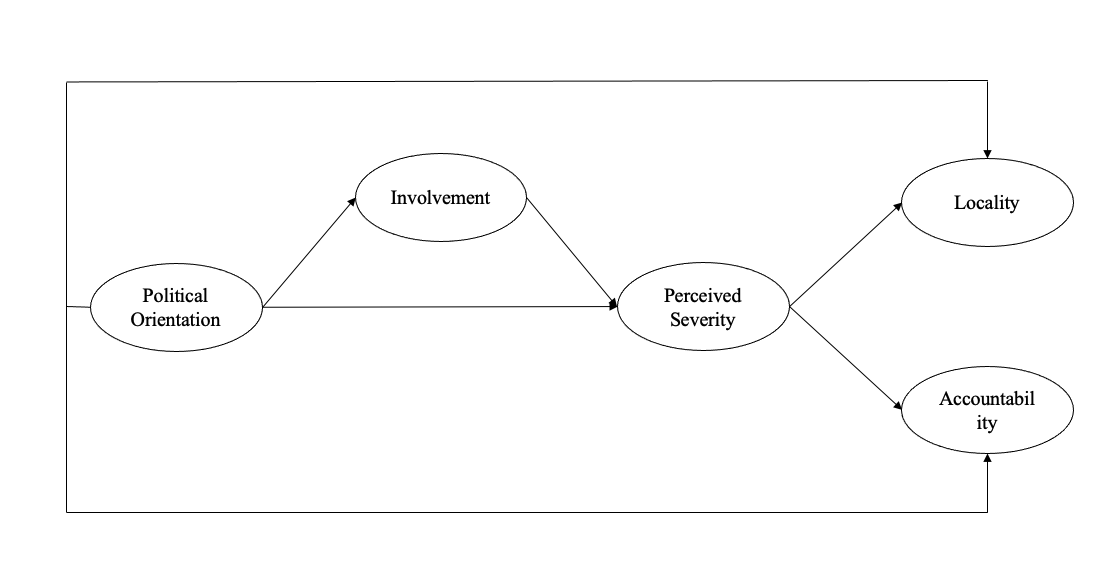 Involvement
Locality
Political
Orientation
Perceived
Severity
Accountabil
ity